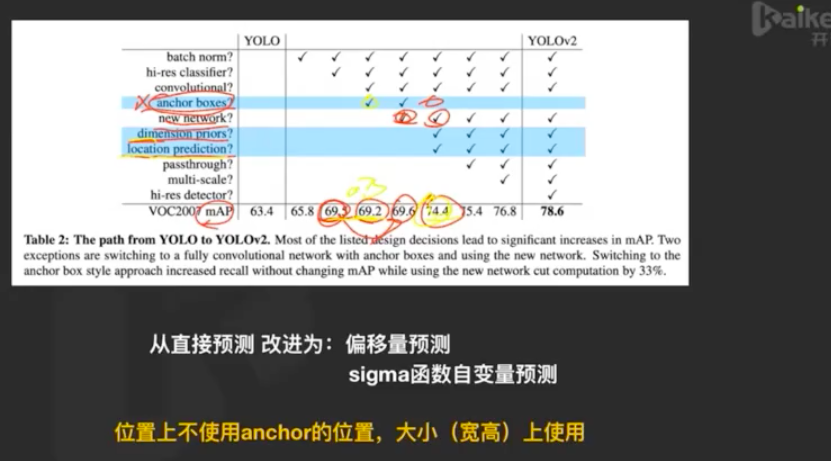 Kaike
开
YOLO YOLOv2
batch norm? ✓ ✓ ✓ ✓ ✓ ✓ ✓ ✓
hi-res classifier? ✓ ✓ ✓ ✓ ✓ ✓ ✓
convolutional? ✓ ✓ ✓ ✓ ✓ ✓
anchor boxes? ✓ ✓
new network? ✓ ✓ ✓ ✓
dimension priors? ✓ ✓ ✓ ✓
location prediction? ✓ ✓ ✓ ✓
passthrough? ✓ ✓ ✓
multi-scale? ✓ ✓
hi-res detector? ✓
VOC2007 mAP 63.4 65.8 69.5 69.2 69.6 74.4 75.4 76.8 78.6
Table 2: The path from YOLO to YOLOv2. Most of the listed design decisions lead to significant increases in mAP. Two
exceptions are switching to a fully convolutional network with anchor boxes and using the new network. Switching to the
anchor box style approach increased recall without changing mAP while using the new network cut computation by 33%.
从直接预测 改进为：偏移量预测
sigma函数自变量预测
位置上不使用anchor的位置，大小（宽高）上使用